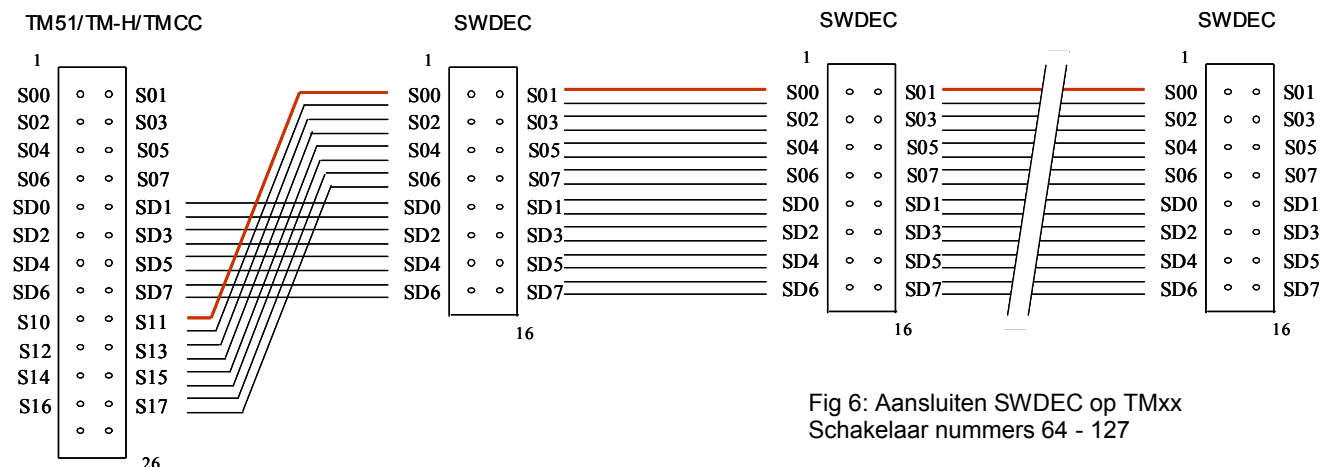 TM51/TM-H/TMCC SWDEC SWDEC SWDEC
1 1 1 1
S00 S01 S00 S01 S00 S01 S00 S01
S02 S03 S02 S03 S02 S03 S02 S03
S04 S05 S04 S05 S04 S05 S04 S05
S06 S07 S06 S07 S06 S07 S06 S07
SD0 SD1 SD0 SD1 SD0 SD1 SD0 SD1
SD2 SD3 SD2 SD3 SD2 SD3 SD2 SD3
SD4 SD5 SD4 SD5 SD4 SD5 SD4 SD5
SD6 SD7 SD6 SD7 SD6 SD7 SD6 SD7
S10 S11 16 16 16
S12 S13
S14 S15
S16 S17
26
Fig 6: Aansluiten SWDEC op TMxx
Schakelaar nummers 64 - 127